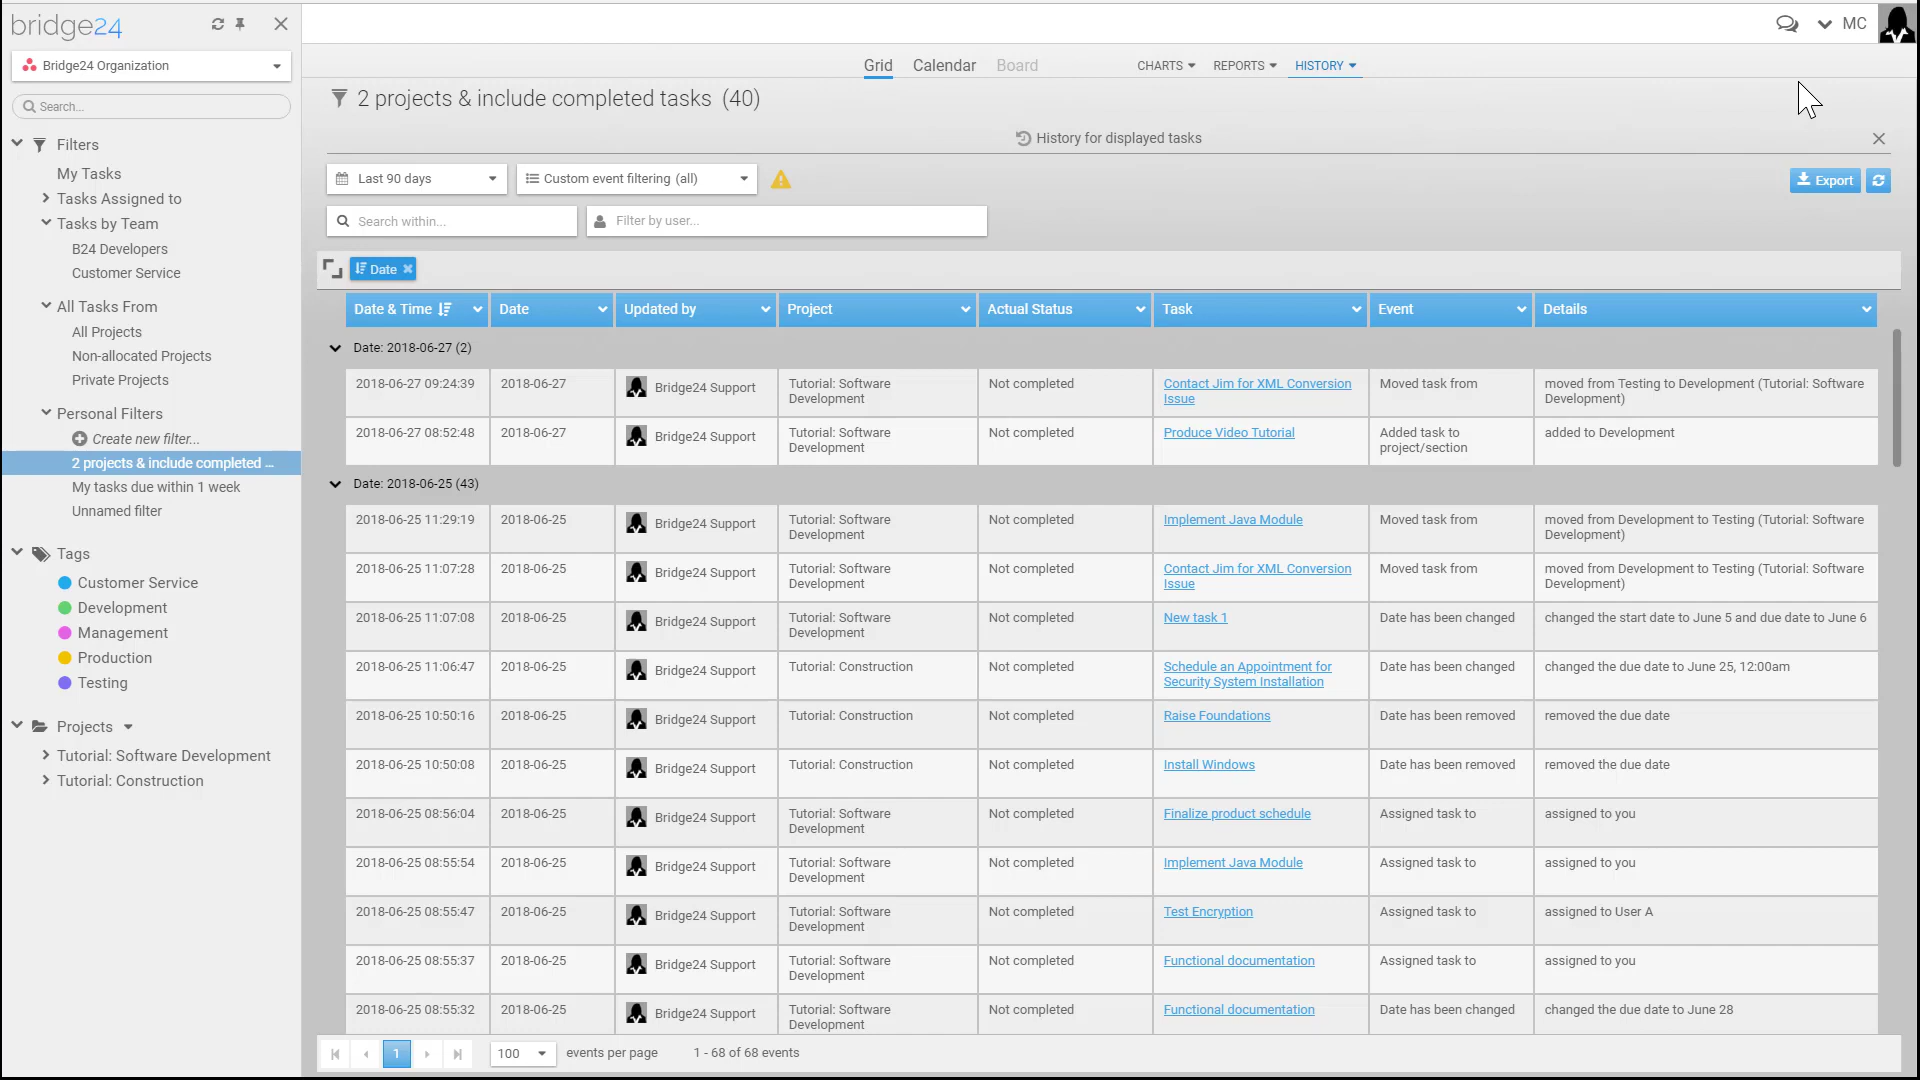 bridge24
MC
Bridge24 Organization
Search...
Filters
My Tasks
Tasks Assigned to
Tasks by Team
B24 Developers
Customer Service
All Tasks From
All Projects
Non-allocated Projects
Private Projects
Personal Filters
Create new filter...
2 projects & include completed ...
My tasks due within 1 week
Unnamed filter
Tags
Customer Service
Development
Management
Production
Testing
Projects
Tutorial: Software Development
Tutorial: Construction
Grid Calendar Board CHARTS REPORTS HISTORY
2 projects & include completed tasks (40)
History for displayed tasks
Last 90 days Custom event filtering (all) Export
Search within... Filter by user...
Date
Date & Time Date Updated by Project Actual Status Task Event Details
Date: 2018-06-27 (2)
2018-06-27 09:24:39 2018-06-27 Bridge24 Support Tutorial: Software Not completed Contact Jim for XML Conversion Moved task from moved from Testing to Development (Tutorial: Software
Development Issue Development)
2018-06-27 08:52:48 2018-06-27 Bridge24 Support Tutorial: Software Not completed Produce Video Tutorial Added task to added to Development
Development project/section
Date: 2018-06-25 (43)
2018-06-25 11:29:19 2018-06-25 Bridge24 Support Tutorial: Software Not completed Implement Java Module Moved task from moved from Development to Testing (Tutorial: Software
Development Development)
2018-06-25 11:07:28 2018-06-25 Bridge24 Support Tutorial: Software Not completed Contact Jim for XML Conversion Moved task from moved from Development to Testing (Tutorial: Software
Development Issue Development)
2018-06-25 11:07:08 2018-06-25 Bridge24 Support Tutorial: Software Not completed New task 1 Date has been changed changed the start date to June 5 and due date to June 6
Development
2018-06-25 11:06:47 2018-06-25 Bridge24 Support Tutorial: Construction Not completed Schedule an Appointment for Date has been changed changed the due date to June 25, 12:00am
Security System Installation
2018-06-25 10:50:16 2018-06-25 Bridge24 Support Tutorial: Construction Not completed Raise Foundations Date has been removed removed the due date
2018-06-25 10:50:08 2018-06-25 Bridge24 Support Tutorial: Construction Not completed Install Windows Date has been removed removed the due date
2018-06-25 08:56:04 2018-06-25 Bridge24 Support Tutorial: Software Not completed Finalize product schedule Assigned task to assigned to you
Development
2018-06-25 08:55:54 2018-06-25 Bridge24 Support Tutorial: Software Not completed Implement Java Module Assigned task to assigned to you
Development
2018-06-25 08:55:47 2018-06-25 Bridge24 Support Tutorial: Software Not completed Test Encryption Assigned task to assigned to User A
Development
2018-06-25 08:55:37 2018-06-25 Bridge24 Support Tutorial: Software Not completed Functional documentation Assigned task to assigned to you
Development
2018-06-25 08:55:32 2018-06-25 Bridge24 Support Tutorial: Software Not completed Functional documentation Date has been changed changed the due date to June 28
Development
1 100 events per page 1 - 68 of 68 events